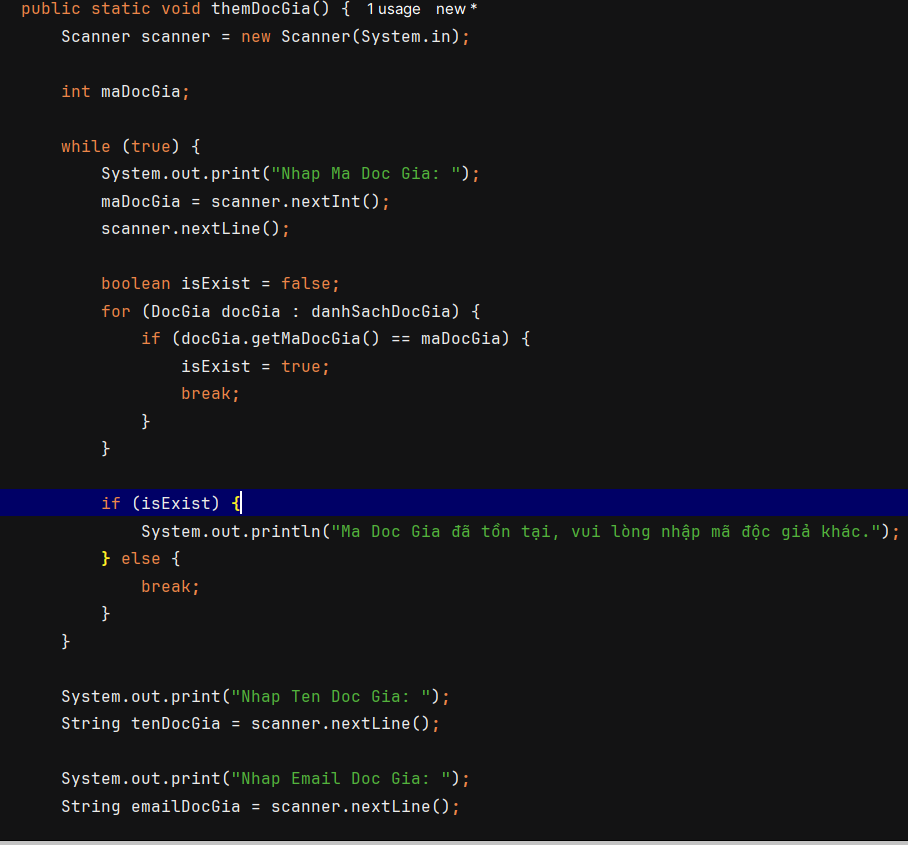 public static void themDocGia() {   1 usage   new *
    Scanner scanner = new Scanner(System.in);
    int maDocGia;
    while (true) {
        System.out.print("Nhap Ma Doc Gia: ");
        maDocGia = scanner.nextInt();
        scanner.nextLine();
        boolean isExist = false;
        for (DocGia docGia : danhSachDocGia) {
            if (docGia.getMaDocGia() == maDocGia) {
                isExist = true;
                break;
            }
        }
        if (isExist) {
            System.out.println("Ma Doc Gia đã tồn tại, vui lòng nhập mã độc giả khác.");
        } else {
            break;
        }
    }
    System.out.print("Nhap Ten Doc Gia: ");
    String tenDocGia = scanner.nextLine();
    System.out.print("Nhap Email Doc Gia: ");
    String emailDocGia = scanner.nextLine();